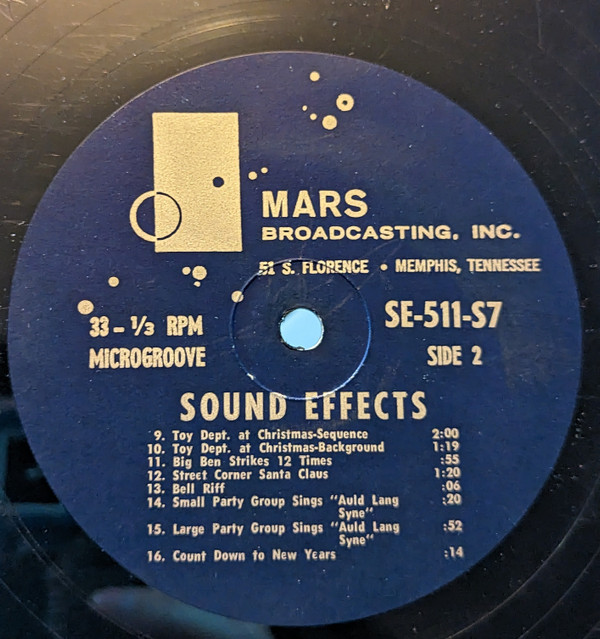 MARS
BROADCASTING, INC.
51 S. FLORENCE • MEMPHIS, TENNESSEE
33 - 1/3 RPM
MICROGROOVE
SE-511-S7
SIDE 2
SOUND EFFECTS
9. Toy Dept. at Christmas-Sequence 2:00
10. Toy Dept. at Christmas-Background 1:19
11. Big Ben Strikes 12 Times :55
12. Street Corner Santa Claus 1:20
13. Bell Riff :06
14. Small Party Group Sings "Auld Lang :20
Syne"
15. Large Party Group Sings "Auld Lang :52
Syne"
16. Count Down to New Years :14